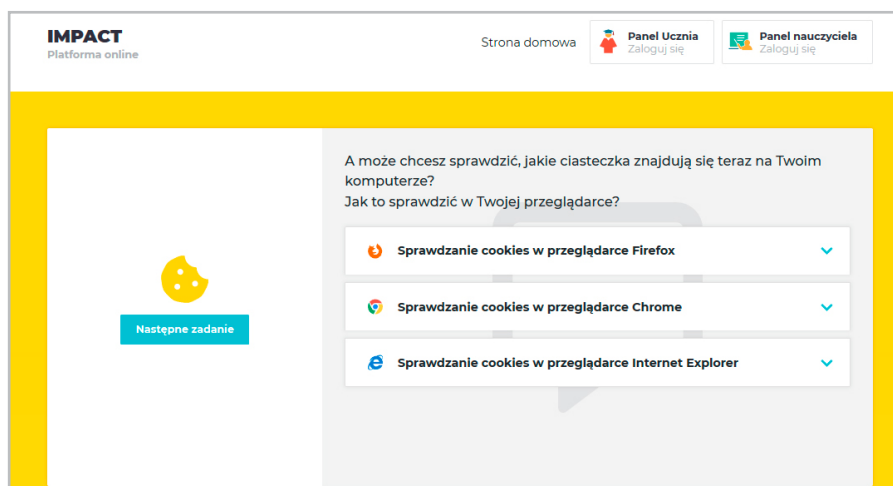 IMPACT
Platforma online
Strona domowa
Panel Ucznia
Zaloguj się
Panel nauczyciela
Zaloguj się
A może chcesz sprawdzić, jakie ciasteczka znajdują się teraz na Twoim
komputerze?
Jak to sprawdzić w Twojej przeglądarce?
Sprawdzanie cookies w przeglądarce Firefox
Sprawdzanie cookies w przeglądarce Chrome
Sprawdzanie cookies w przeglądarce Internet Explorer
Następne zadanie